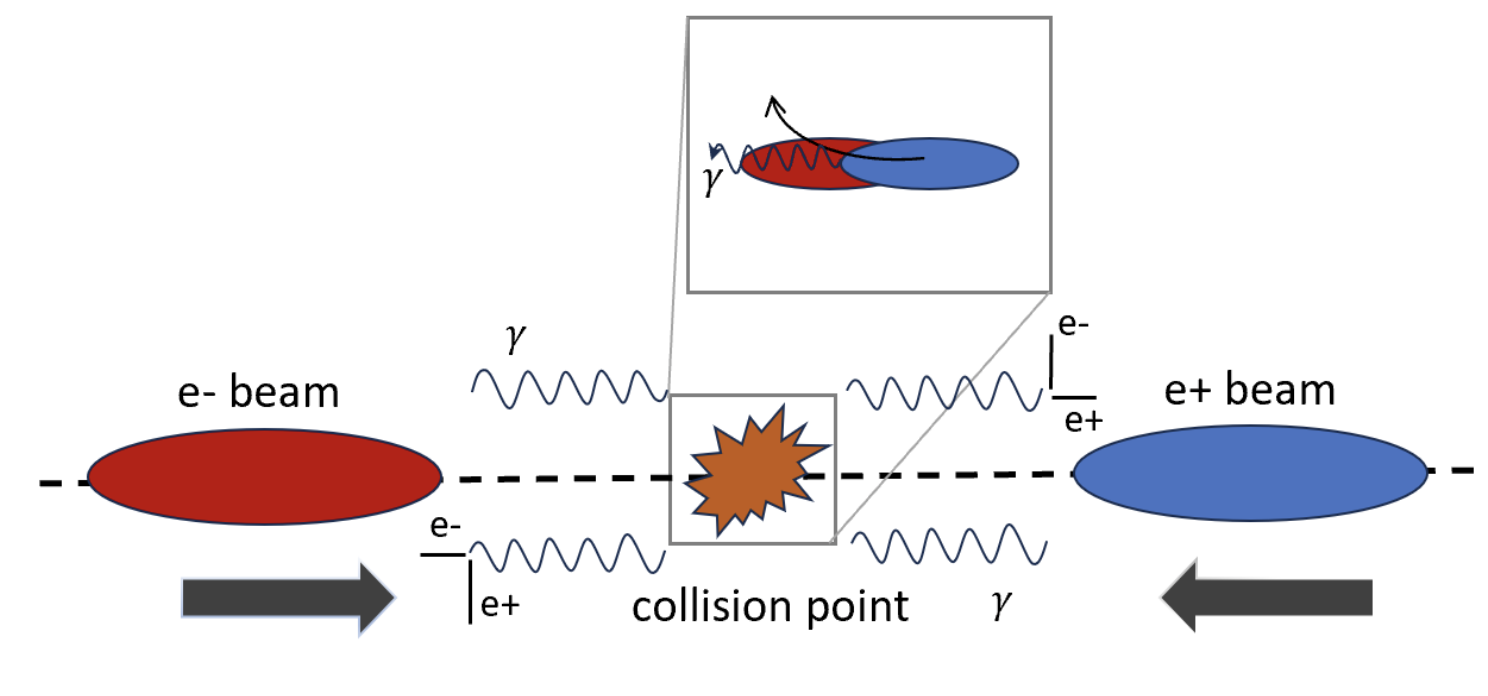 γ
γ
e-
e- beam
e+ beam
e+
e-
e+
collision point
γ